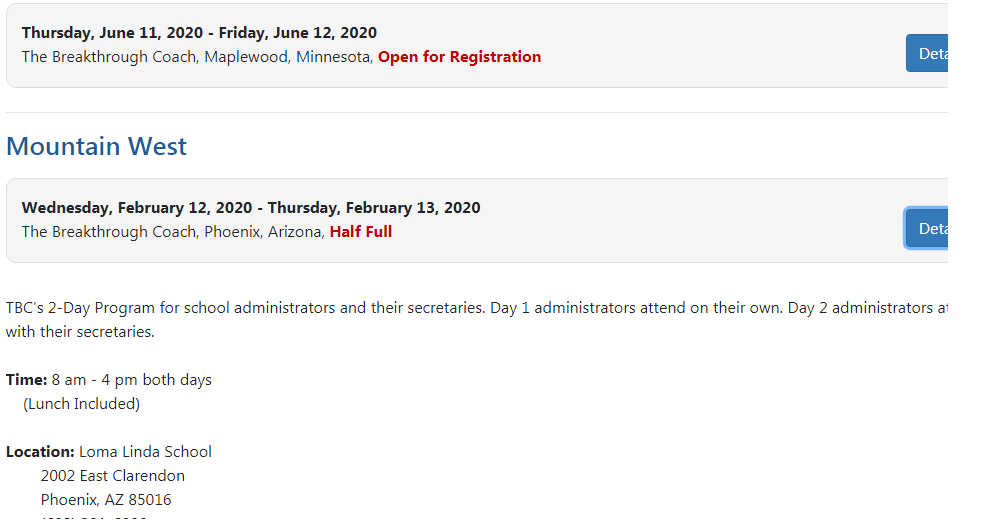 Thursday, June 11, 2020 - Friday, June 12, 2020
The Breakthrough Coach, Maplewood, Minnesota, Open for Registration
Deta
Mountain West
Wednesday, February 12, 2020 - Thursday, February 13, 2020
The Breakthrough Coach, Phoenix, Arizona, Half Full
Deta
TBC's 2-Day Program for school administrators and their secretaries. Day 1 administrators attend on their own. Day 2 administrators at
with their secretaries.
Time: 8 am - 4 pm both days
(Lunch Included)
Location: Loma Linda School
2002 East Clarendon
Phoenix, AZ 85016